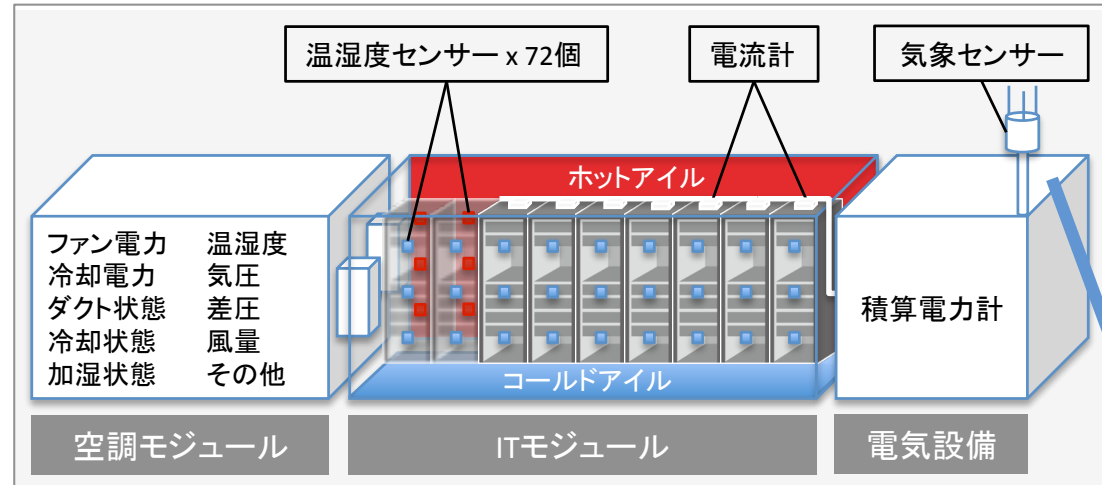 温湿度センサー x 72個
電流計
気象センサー
ホットアイル
ファン電力 温湿度
冷却電力 気圧
ダクト状態 差圧
冷却状態 風量
加湿状態 その他
積算電力計
コールドアイル
空調モジュール
ITモジュール
電気設備